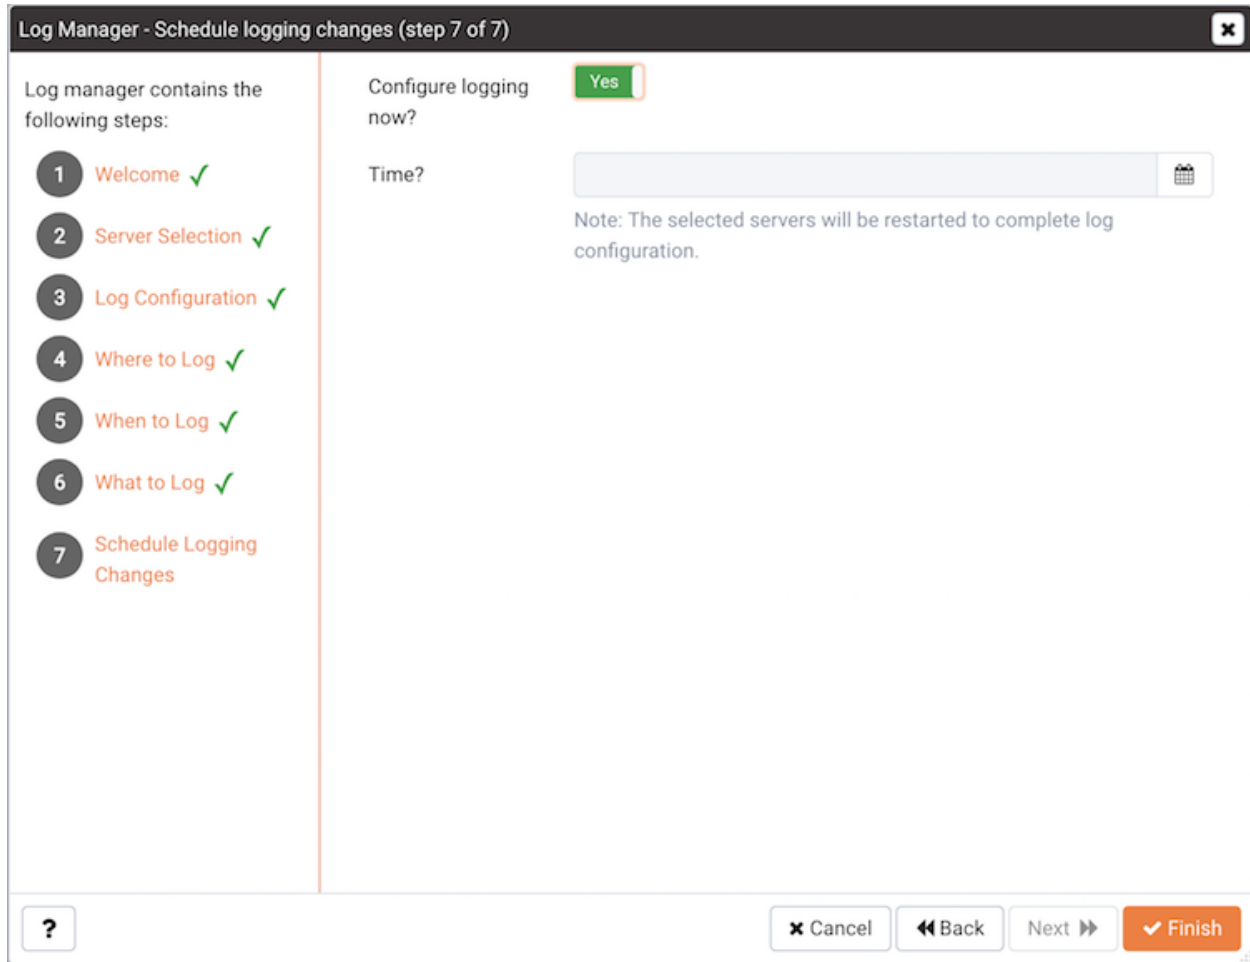 Log Manager - Schedule logging changes (step 7 of 7)
Log manager contains the
following steps:
1 Welcome
2 Server Selection
3 Log Configuration
4 Where to Log
5 When to Log
6 What to Log
7 Schedule Logging
Changes
Configure logging
now?
Yes
Time?
Note: The selected servers will be restarted to complete log
configuration.
?
Cancel
Back
Next
Finish